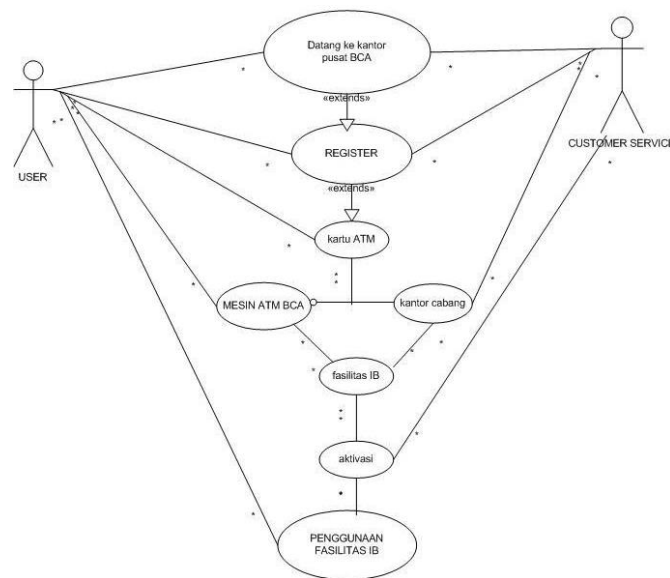 Datang ke kantor
pusat BCA
«extends»
REGISTER
«extends»
USER
CUSTOMER SERVICE
kartu ATM
MESIN ATM BCA
kantor cabang
fasilitas IB
aktivasi
PENGGUNAAN
FASILITAS IB